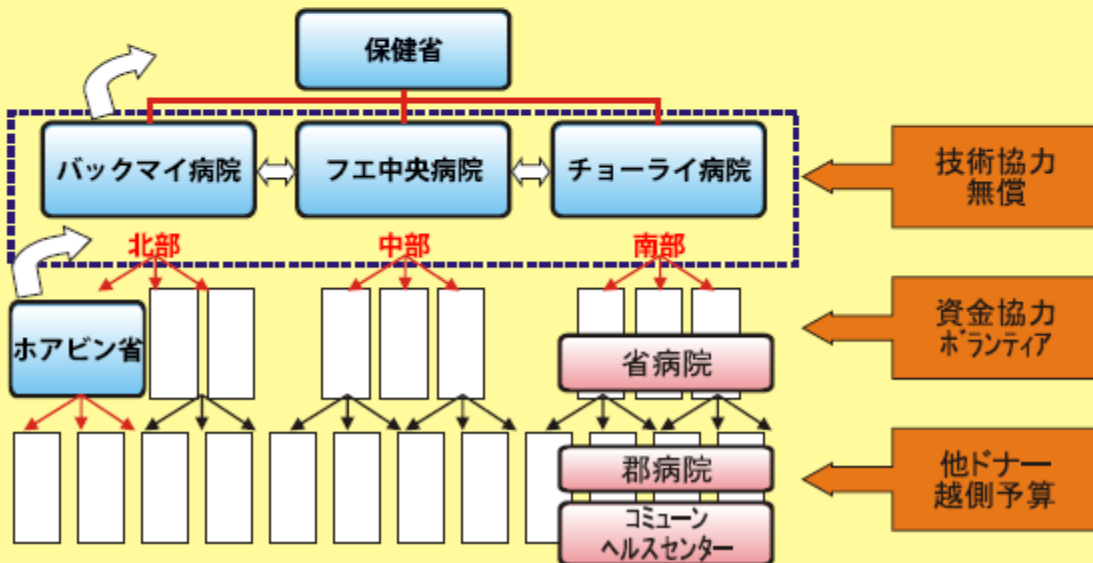 保健省
バックマイ病院
フエ中央病院
チョーライ病院
技術協力
無償
北部
中部
南部
ホアビン省
省病院
資金協力
ボランティア
郡病院
コミューン
ヘルスセンター
他ドナー
越側予算